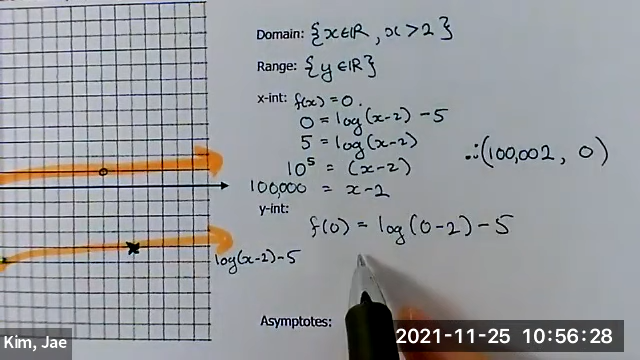 Domain: {x∈ℝ, x>2}
Range: {y∈ℝ}
x-int: f(x) = 0.
0 = log(x-2) - 5
5 = log(x-2)
10⁵ = (x-2)
100,000 = x-2
∴ (100,002, 0)
y-int:
f(0) = log(0-2) - 5
log(x-2)-5
Asymptotes:
Kim, Jae
2021-11-25 10:56:28